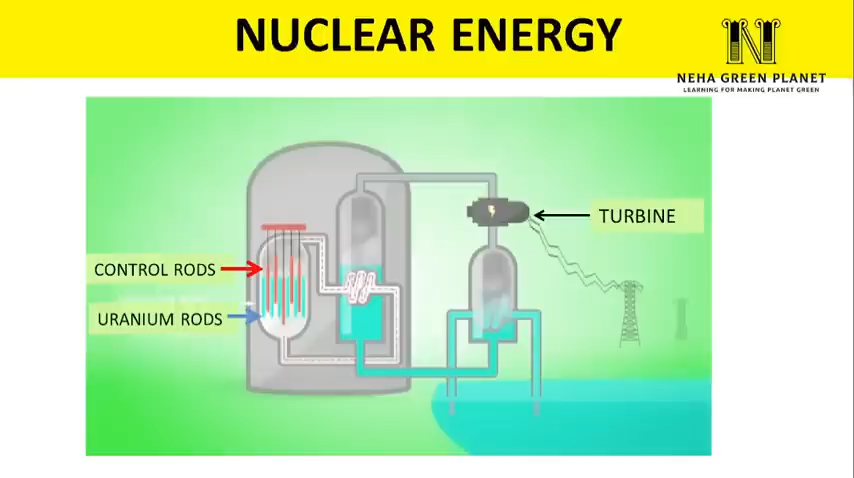 NUCLEAR ENERGY
NEHA GREEN PLANET
LEARNING FOR MAKING PLANET GREEN
TURBINE
CONTROL RODS
URANIUM RODS